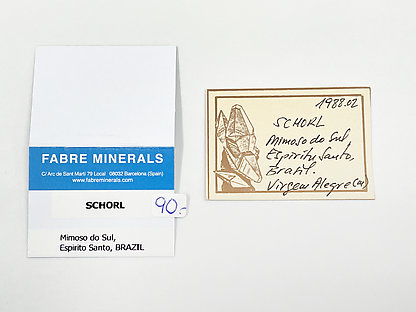 FABRE MINERALS
C/ Arc de Sant Martí 79 Local 08032 Barcelona (Spain)
www.fabreminerals.com
SCHORL
90.-
Mimoso do Sul,
Espirito Santo, BRAZIL
1988.02
SCHORL
Mimoso do Sul
Espiritu Santo,
Brazil.
Virgem Alegre